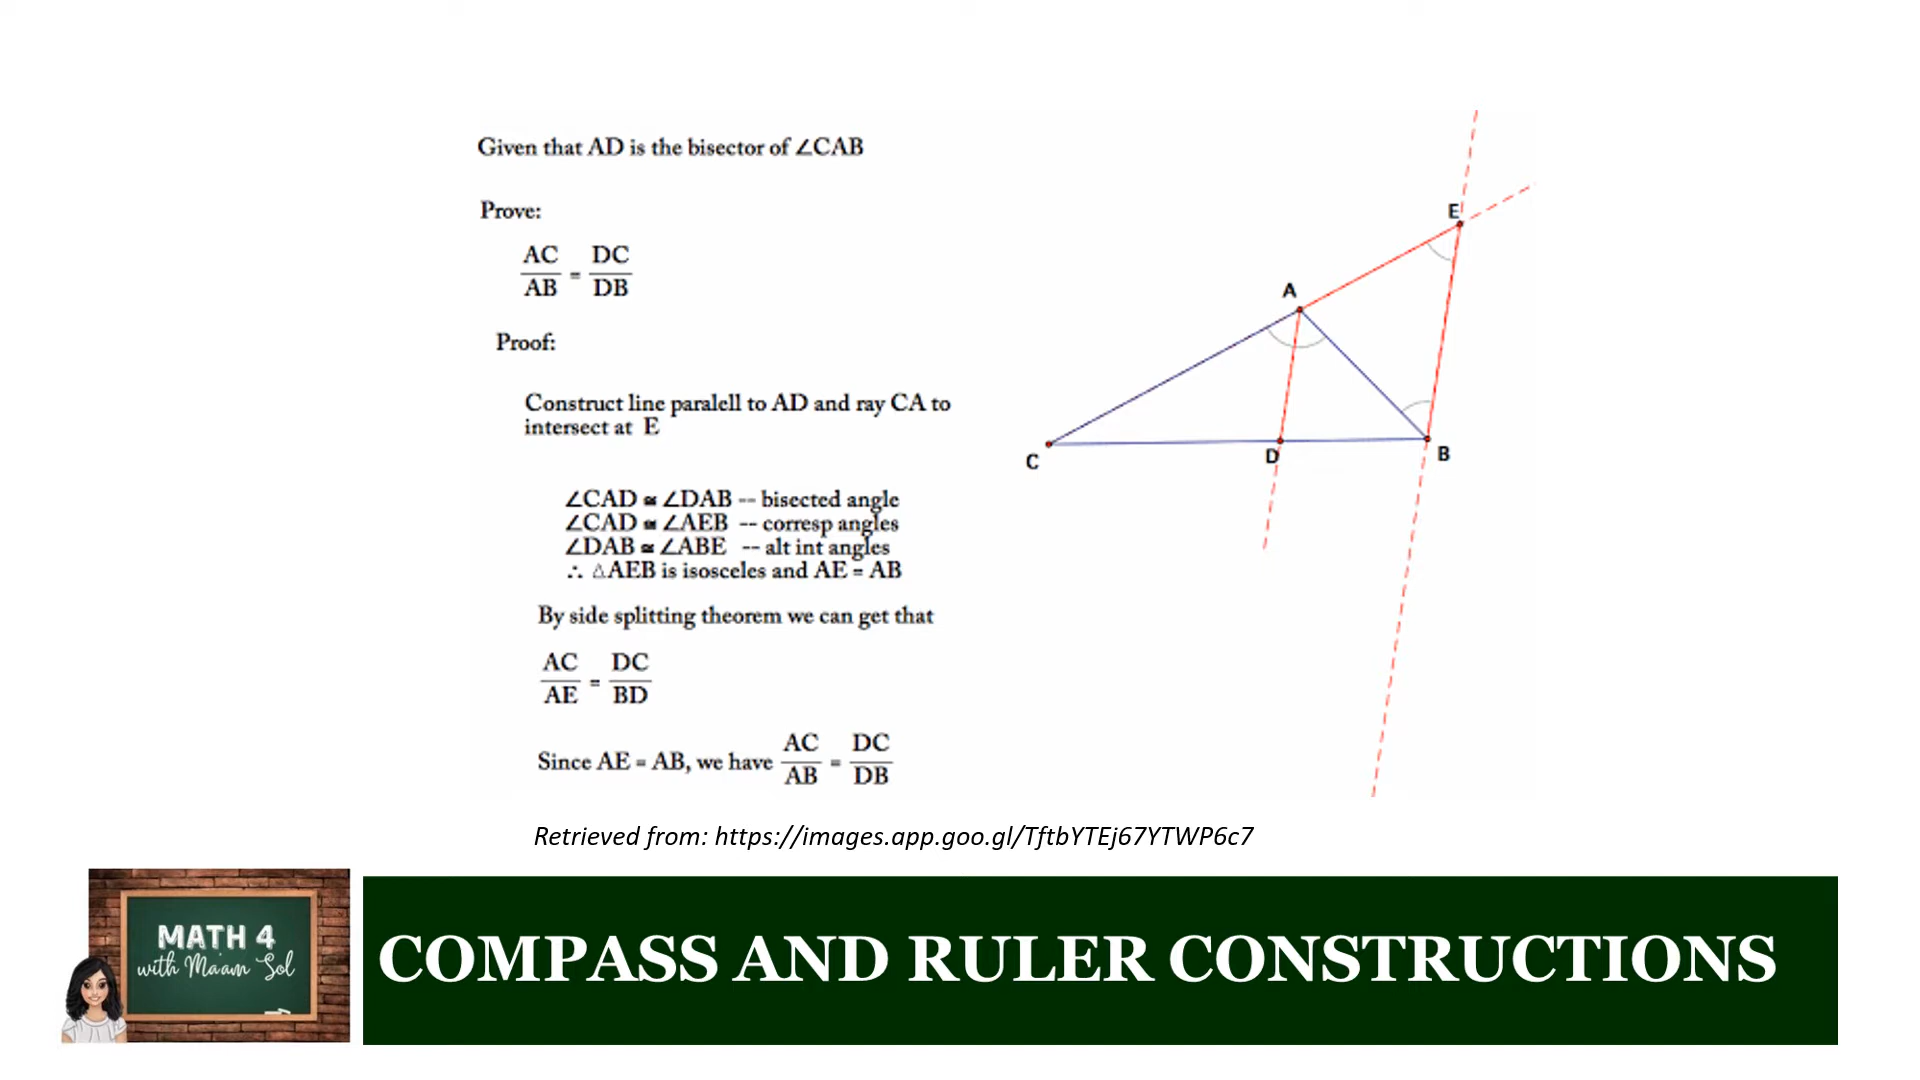 Given that AD is the bisector of ∠CAB
Prove:
AC/AB = DC/DB
Proof:
Construct line paralell to AD and ray CA to
intersect at E
∠CAD ≅ ∠DAB -- bisected angle
∠CAD ≅ ∠AEB -- corresp angles
∠DAB ≅ ∠ABE -- alt int angles
∴ △AEB is isosceles and AE = AB
By side splitting theorem we can get that
AC/AE = DC/BD
Since AE = AB, we have AC/AB = DC/DB
E
A
C
D
B
Retrieved from: https://images.app.goo.gl/TftbYTEj67YTWP6c7
MATH 4
with Ma'am Sol
COMPASS AND RULER CONSTRUCTIONS